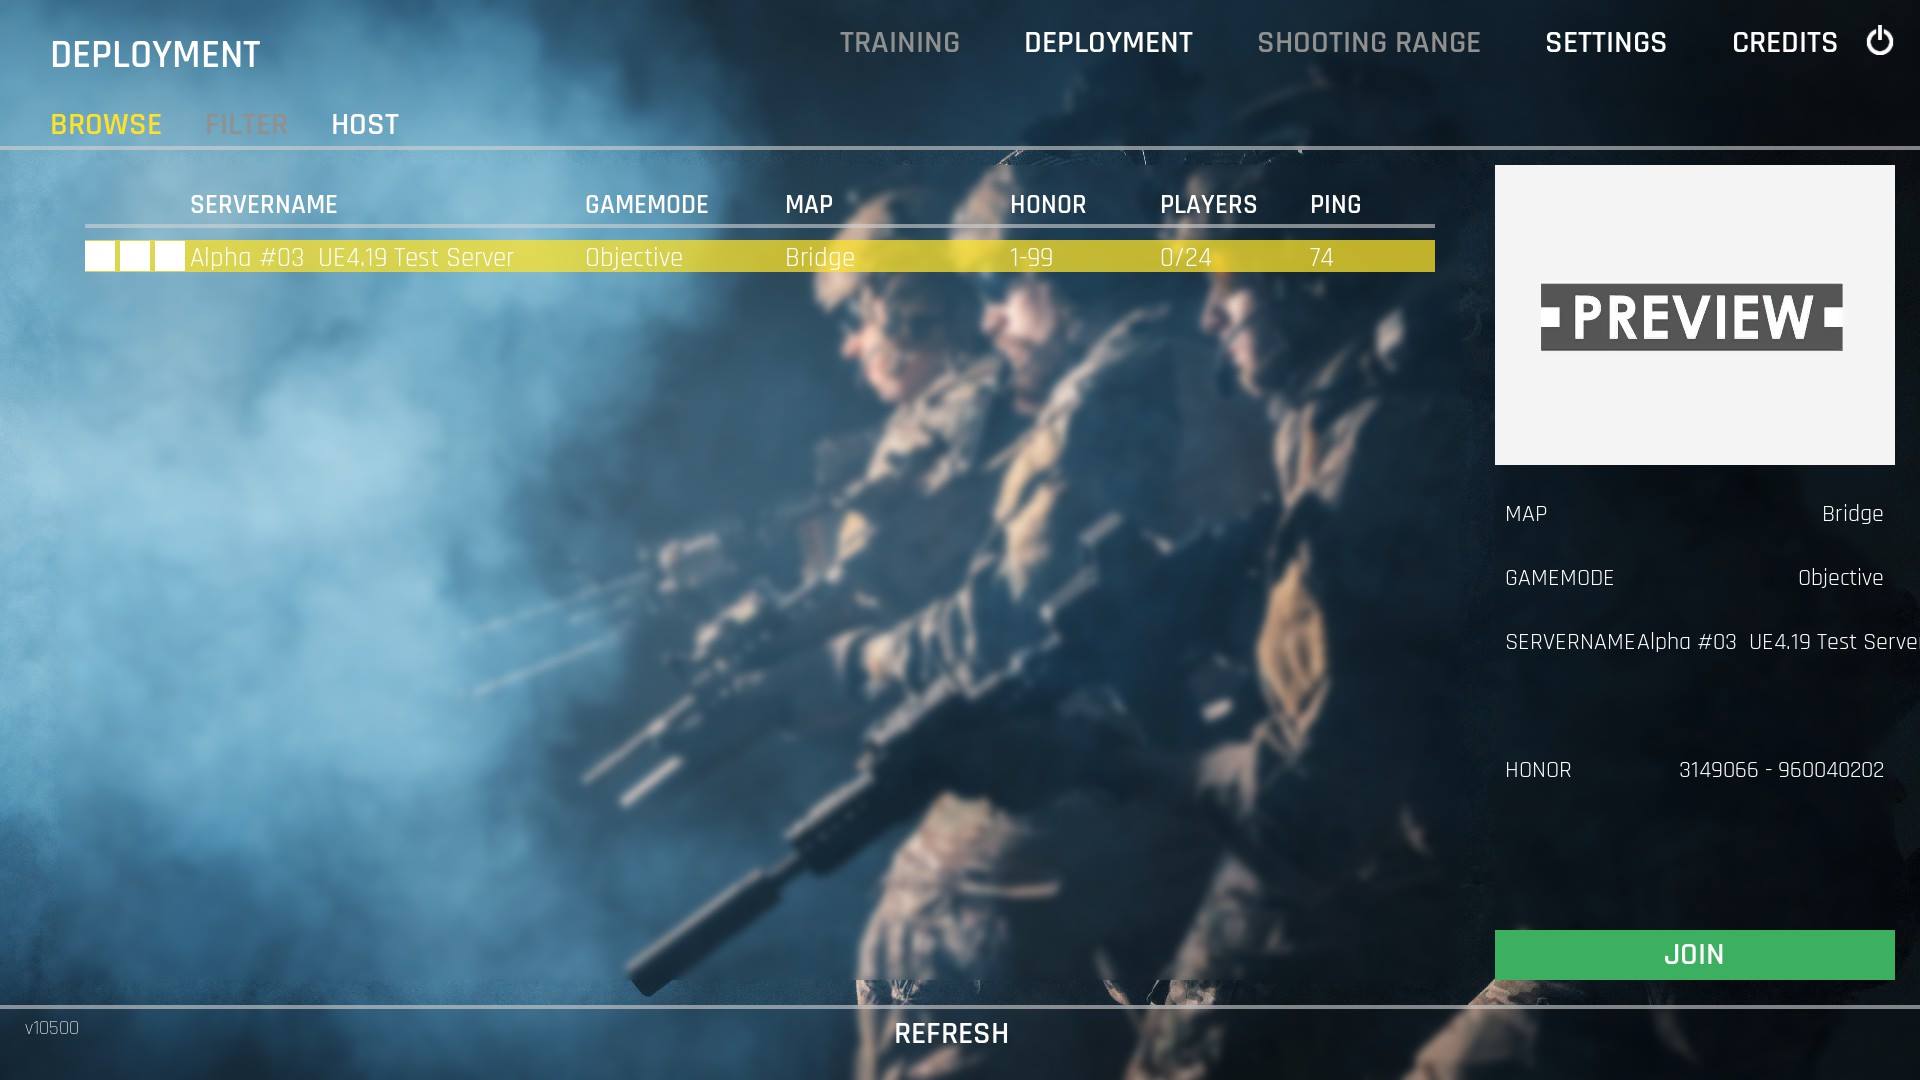 DEPLOYMENT
TRAINING DEPLOYMENT SHOOTING RANGE SETTINGS CREDITS
BROWSE FILTER HOST
SERVERNAME GAMEMODE MAP HONOR PLAYERS PING
Alpha #03  UE4.19 Test Server Objective Bridge 1-99 0/24 74
PREVIEW
MAP Bridge
GAMEMODE Objective
SERVERNAME Alpha #03  UE4.19 Test Server
HONOR 3149066 - 960040202
JOIN
v10500
REFRESH